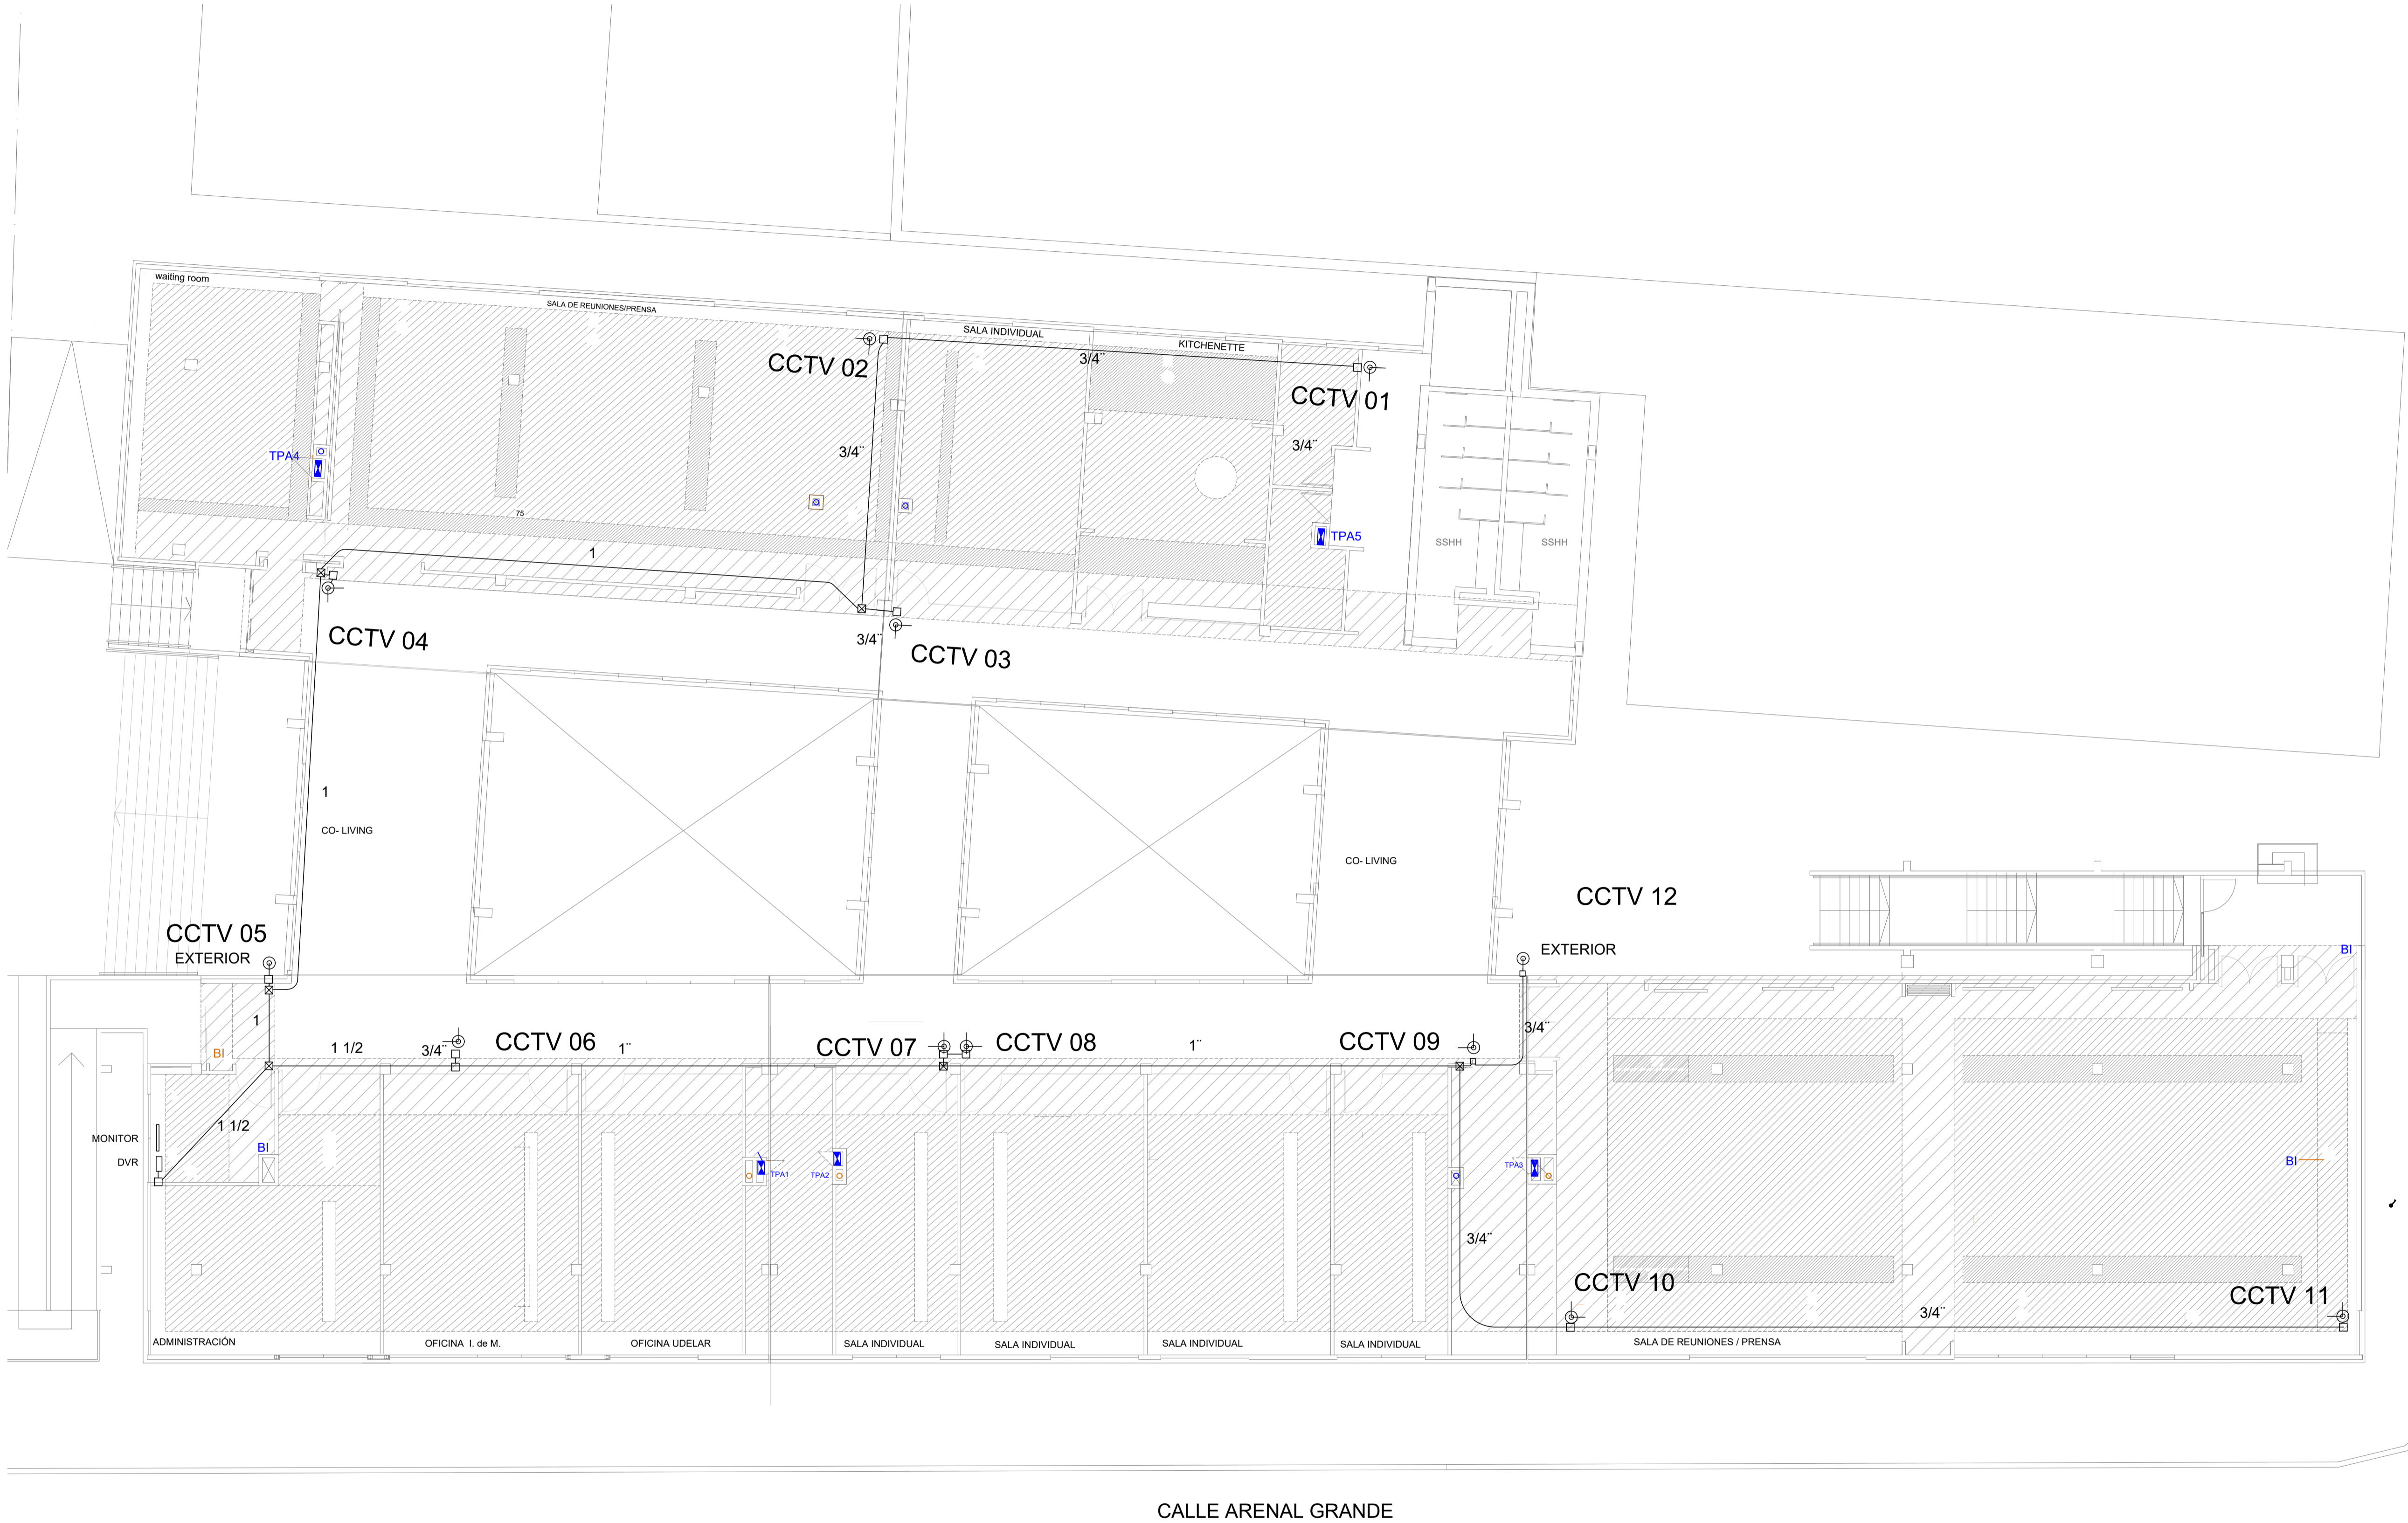 waiting room
SALA DE REUNIONES/PRENSA
SALA INDIVIDUAL
KITCHENETTE
CCTV 02
3/4¨
CCTV 01
3/4¨
3/4¨
TPA4
75
TPA5
SSHH
SSHH
1
CCTV 04
3/4¨
CCTV 03
1
CO- LIVING
CO- LIVING
CCTV 12
EXTERIOR
CCTV 05
EXTERIOR
BI
1
BI
1 1/2
3/4¨
CCTV 06
1¨
CCTV 07
CCTV 08
1¨
CCTV 09
3/4¨
1 1/2
MONITOR
BI
DVR
TPA1
TPA2
TPA3
BI
3/4¨
CCTV 10
CCTV 11
3/4¨
ADMINISTRACIÓN
OFICINA I. de M.
OFICINA UDELAR
SALA INDIVIDUAL
SALA INDIVIDUAL
SALA INDIVIDUAL
SALA INDIVIDUAL
SALA DE REUNIONES / PRENSA
CALLE ARENAL GRANDE